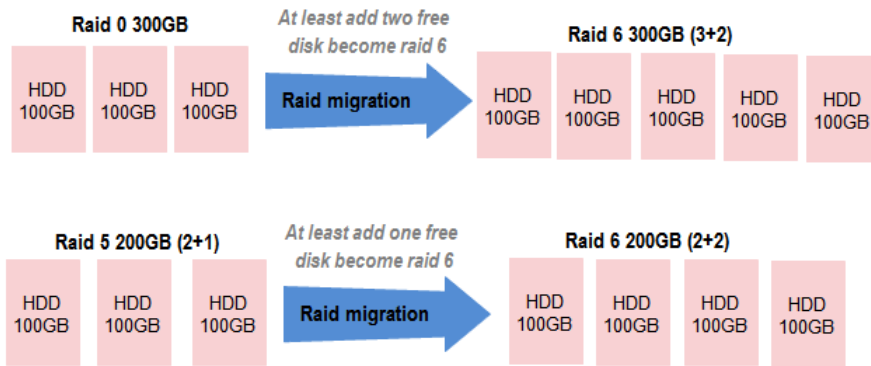 Raid 0 300GB
At least add two free
disk become raid 6
Raid 6 300GB (3+2)
HDD
100GB
HDD
100GB
HDD
100GB
Raid migration
HDD
100GB
HDD
100GB
HDD
100GB
HDD
100GB
HDD
100GB
Raid 5 200GB (2+1)
At least add one free
disk become raid 6
Raid 6 200GB (2+2)
HDD
100GB
HDD
100GB
HDD
100GB
Raid migration
HDD
100GB
HDD
100GB
HDD
100GB
HDD
100GB